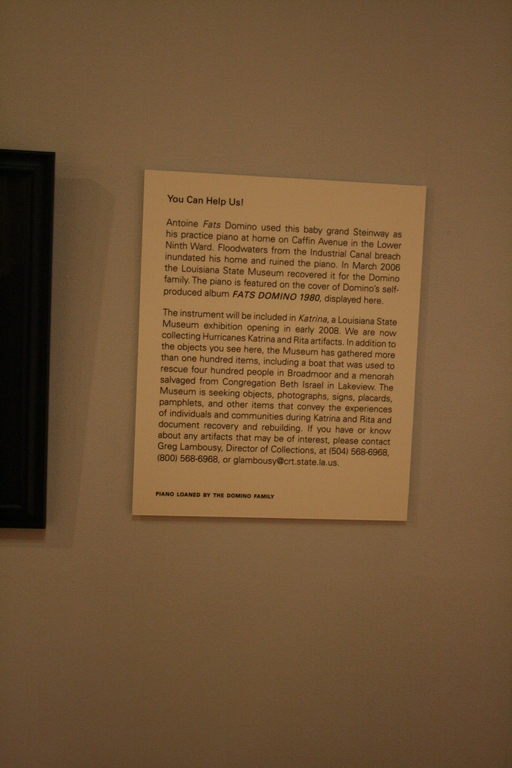 You Can Help Us!
Antoine Fats Domino used this baby grand Steinway as
his practice piano at home on Caffin Avenue in the Lower
Ninth Ward. Floodwaters from the Industrial Canal breach
inundated his home and ruined the piano. In March 2006
the Louisiana State Museum recovered it for the Domino
family. The piano is featured on the cover of Domino's self-
produced album FATS DOMINO 1980, displayed here.
The instrument will be included in Katrina, a Louisiana State
Museum exhibition opening in early 2008. We are now
collecting Hurricanes Katrina and Rita artifacts. In addition to
the objects you see here, the Museum has gathered more
than one hundred items, including a boat that was used to
rescue four hundred people in Broadmoor and a menorah
salvaged from Congregation Beth Israel in Lakeview. The
Museum is seeking objects, photographs, signs, placards,
pamphlets, and other items that convey the experiences
of individuals and communities during Katrina and Rita and
document recovery and rebuilding. If you have or know
about any artifacts that may be of interest, please contact
Greg Lambousy, Director of Collections, at (504) 568-6968,
(800) 568-6968, or glambousy@crt.state.la.us.
PIANO LOANED BY THE DOMINO FAMILY